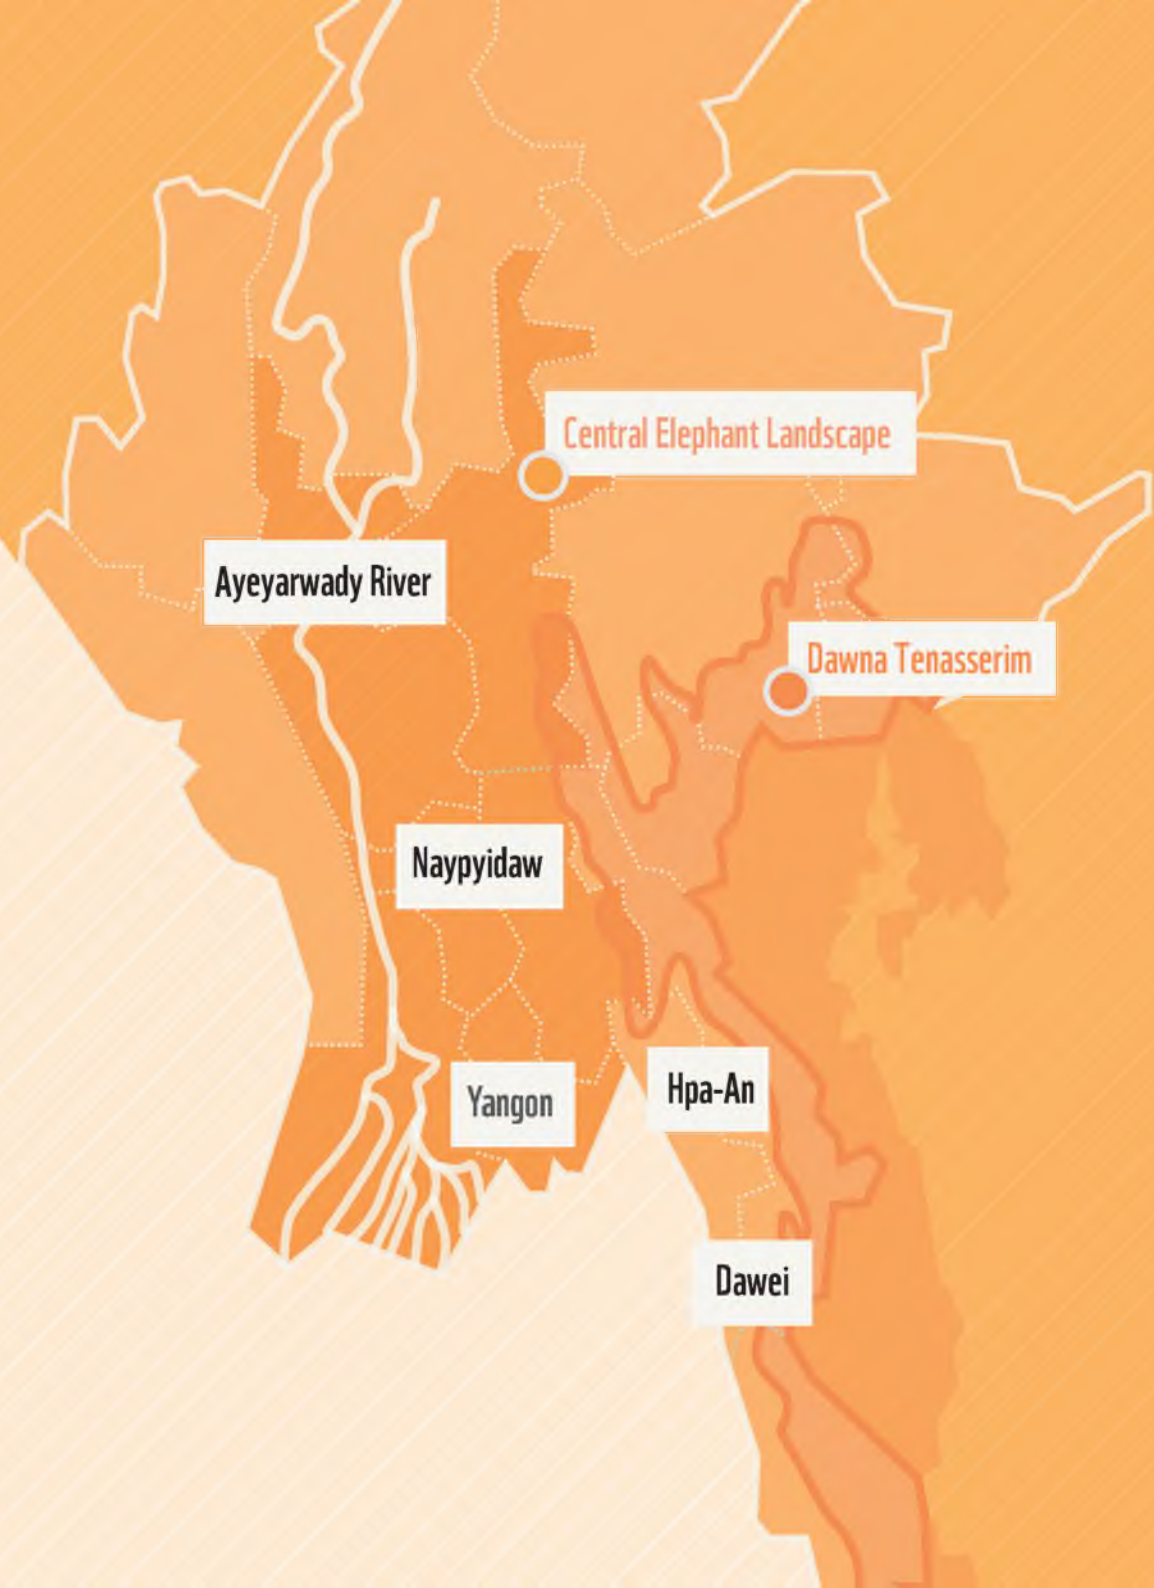 Central Elephant Landscape
Ayeyarwady River
Dawna Tenasserim
Naypyidaw
Yangon
Hpa-An
Dawei